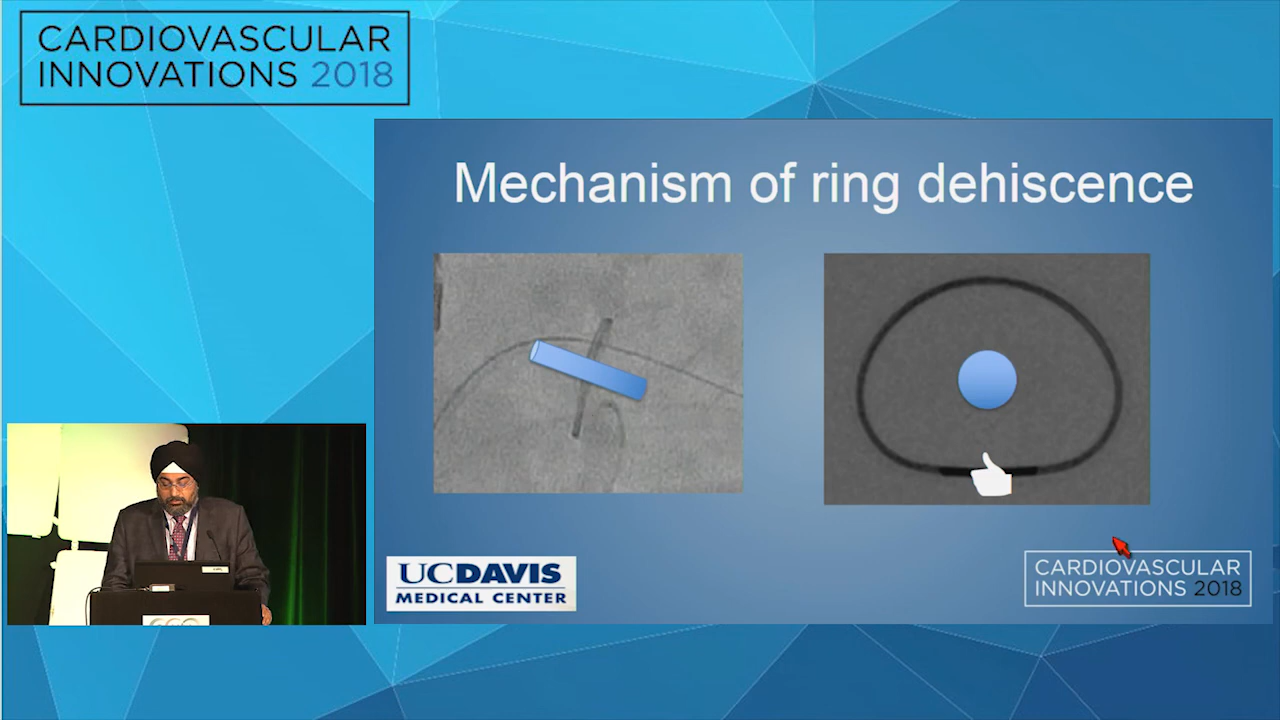 CARDIOVASCULAR
INNOVATIONS 2018
Mechanism of ring dehiscence
UCDAVIS
MEDICAL CENTER
CARDIOVASCULAR
INNOVATIONS 2018